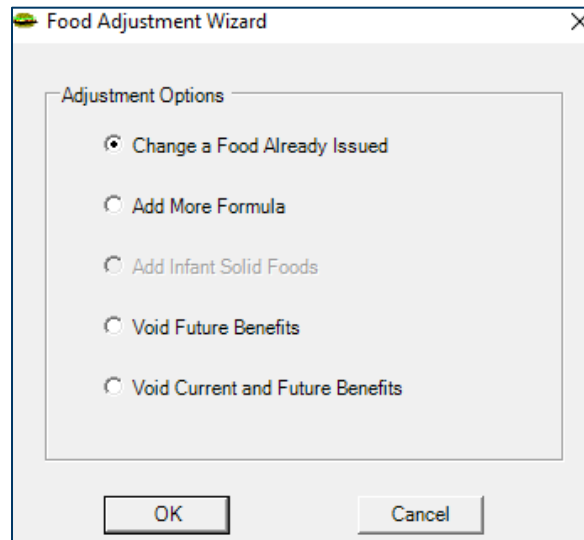 Food Adjustment Wizard
Adjustment Options
Change a Food Already Issued
Add More Formula
Add Infant Solid Foods
Void Future Benefits
Void Current and Future Benefits
OK Cancel